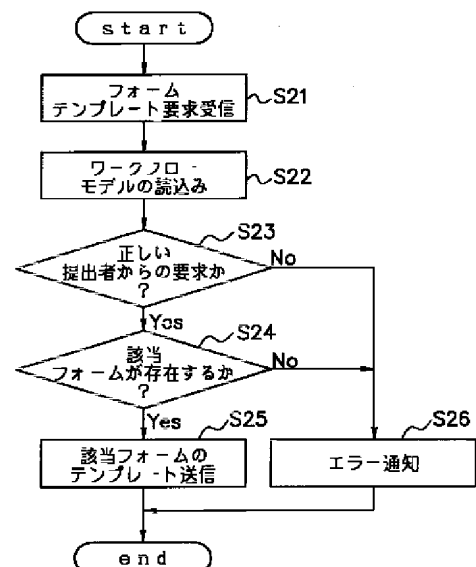 start
フォーム
テンプレート要求受信
S21
ワークフロー
モデルの読込み
S22
正しい
提出者からの要求か
?
S23
No
Yes
該当
フォームが存在するか
?
S24
No
Yes
該当フォームの
テンプレート送信
S25
エラー通知
S26
end